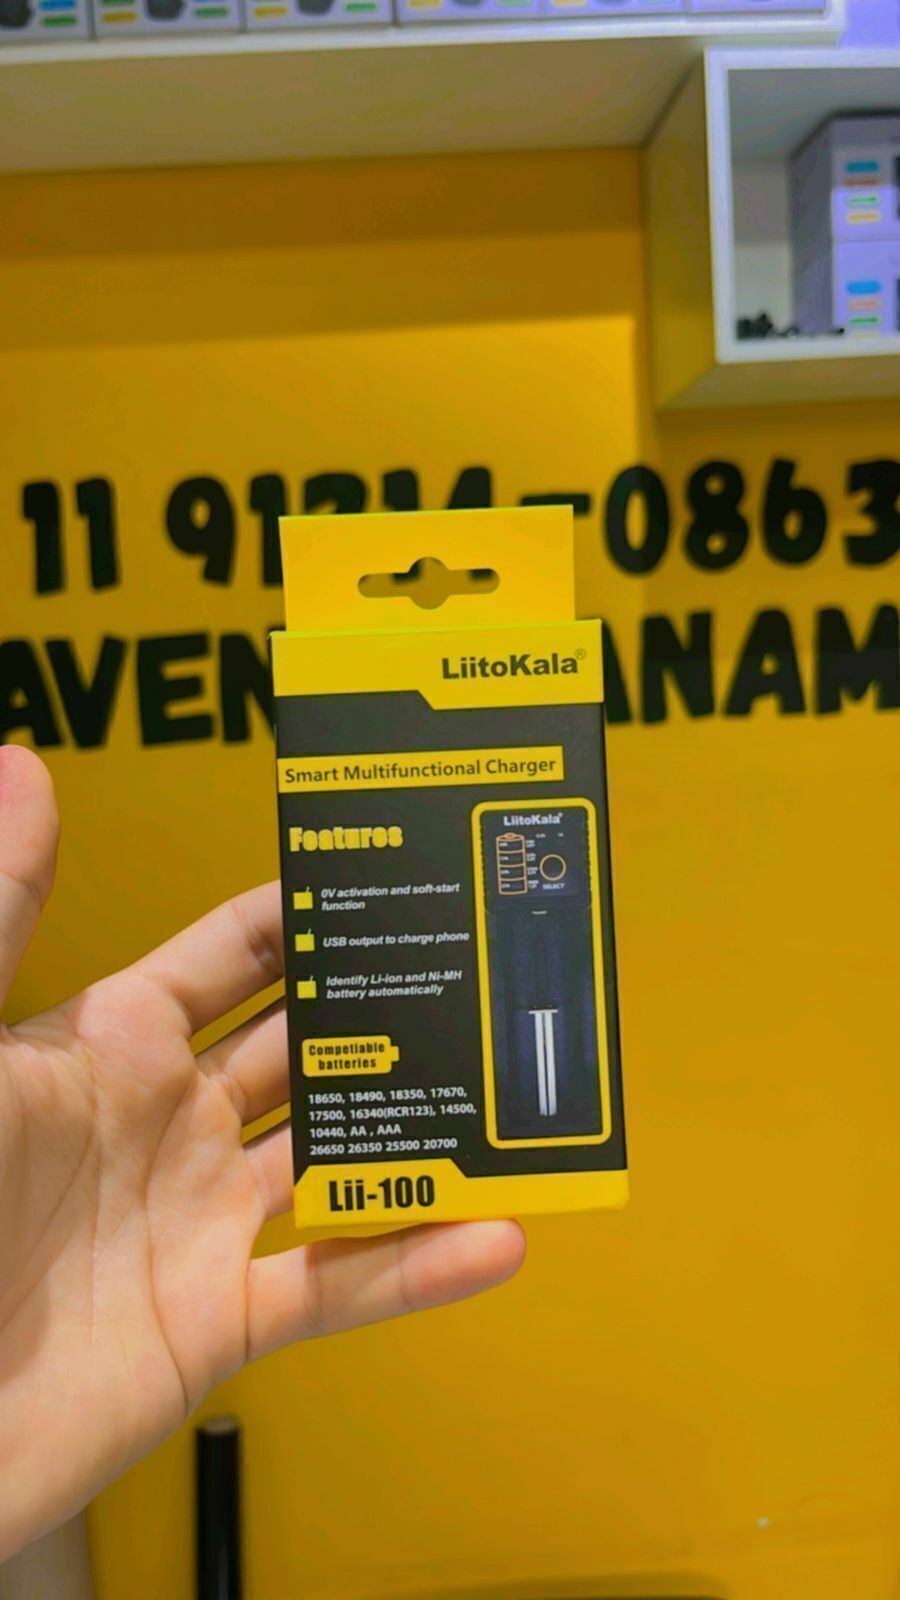 11 91214-0863
AVEN ANAM
LiitoKala®
Smart Multifunctional Charger
Features
0V activation and soft-start
function
USB output to charge phone
Identify Li-ion and Ni-MH
battery automatically
LiitoKala
SELECT
Competiable
batteries
18650, 18490, 18350, 17670,
17500, 16340(RCR123), 14500,
10440, AA , AAA
26650 26350 25500 20700
Lii-100